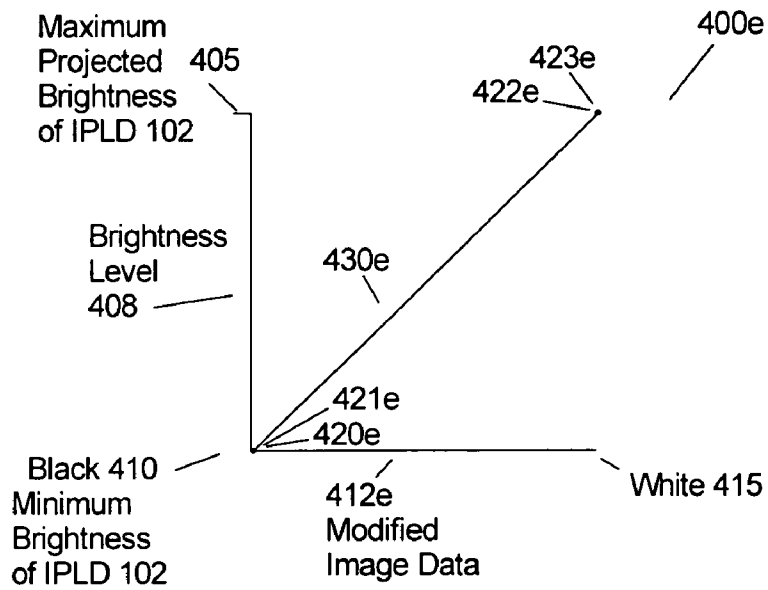 Maximum
Projected 405
Brightness
of IPLD 102
400e
423e
422e
Brightness
Level
408
430e
421e
420e
Black 410
Minimum
Brightness
of IPLD 102
412e
Modified
Image Data
White 415